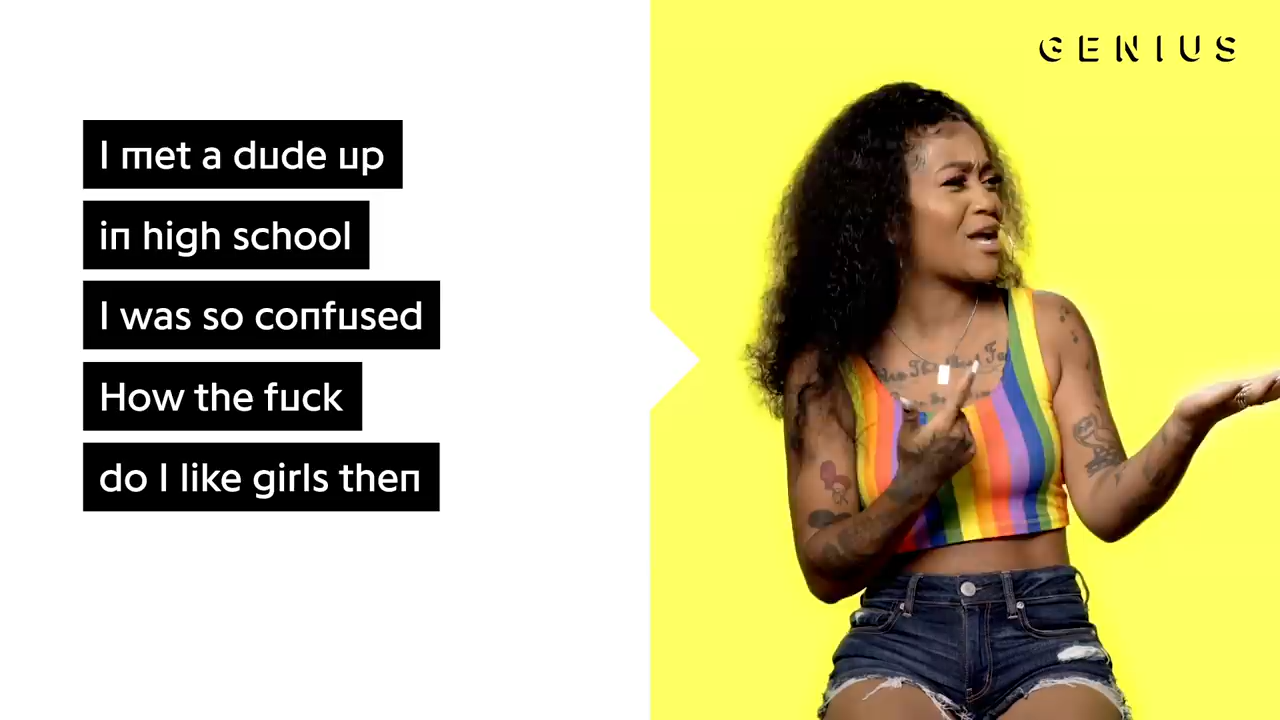 GENIUS
I met a dude up
in high school
I was so confused
How the fuck
do I like girls then